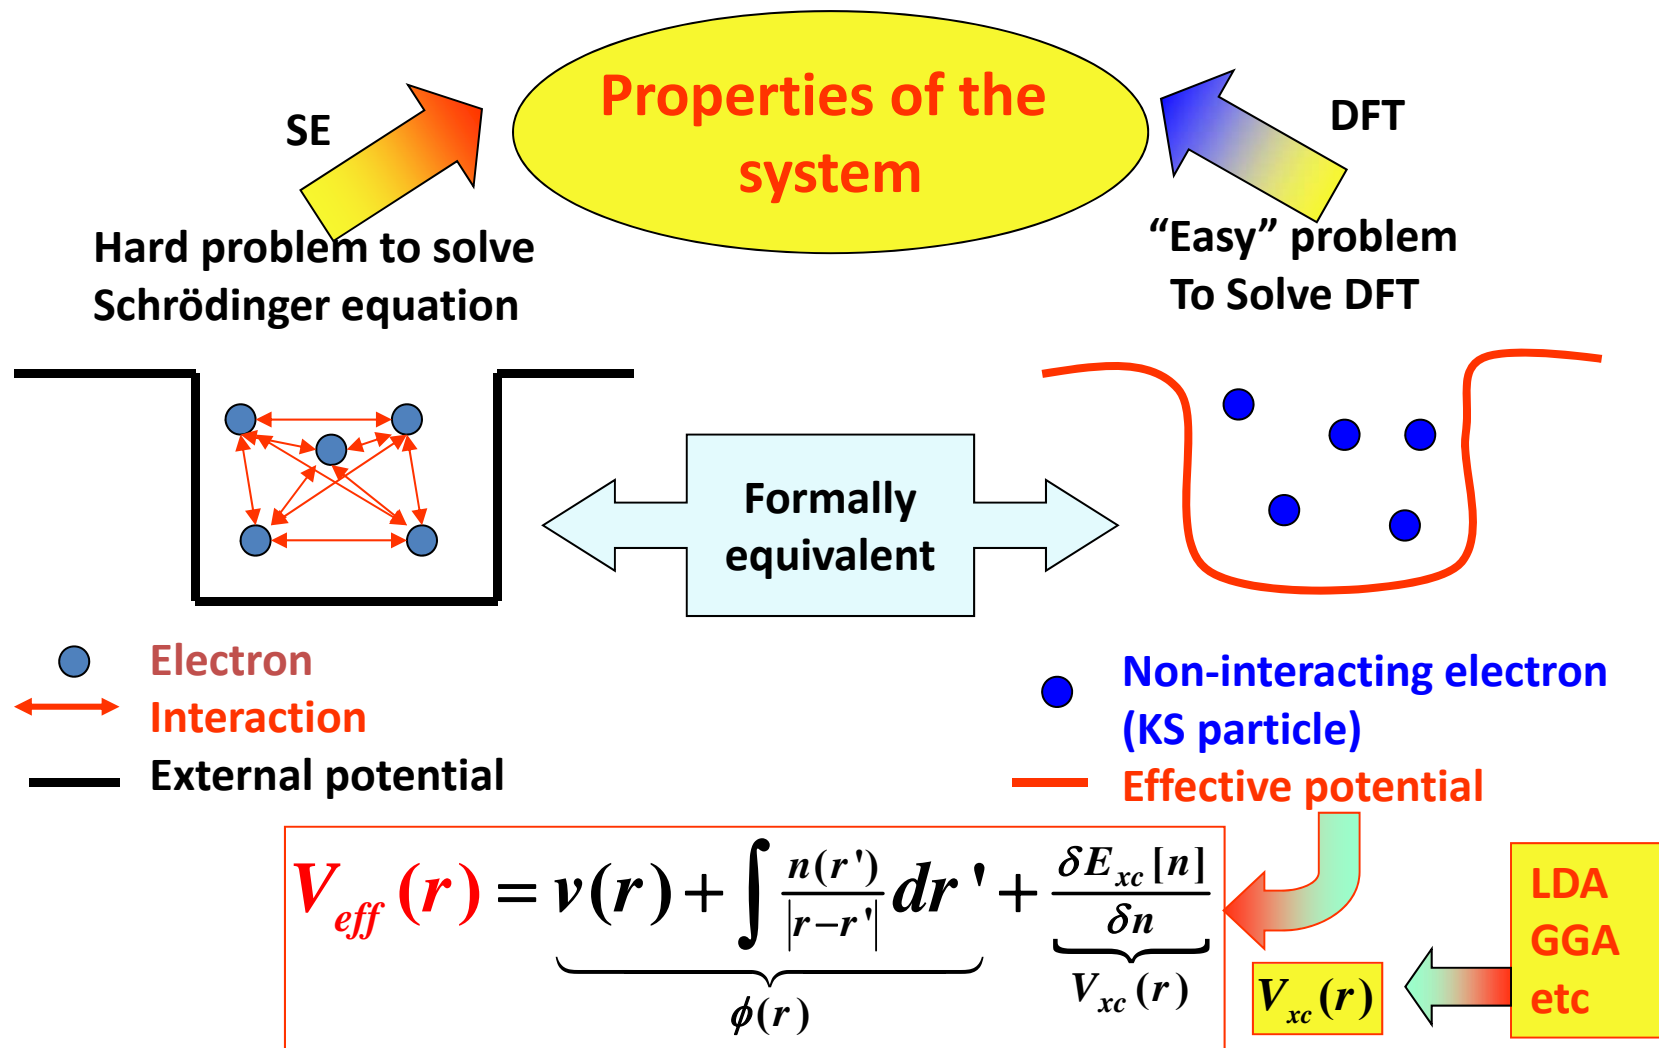 Properties of the
system
SE
DFT
Hard problem to solve
Schrödinger equation
“Easy” problem
To Solve DFT
Formally
equivalent
Electron
Interaction
External potential
Non-interacting electron
(KS particle)
Effective potential
V_eff(r) = v(r) + ∫ n(r')/|r−r'| dr' + δE_xc[n]/δn
ϕ(r)
V_xc(r)
V_xc(r)
LDA
GGA
etc